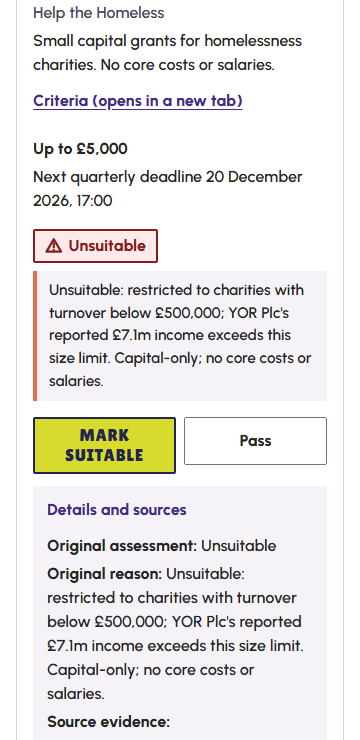 Help the Homeless
Small capital grants for homelessness
charities. No core costs or salaries.
Criteria (opens in a new tab)
Up to £5,000
Next quarterly deadline 20 December
2026, 17:00
Unsuitable
Unsuitable: restricted to charities with
turnover below £500,000; YOR Plc's
reported £7.1m income exceeds this
size limit. Capital-only; no core costs or
salaries.
MARK
SUITABLE
Pass
Details and sources
Original assessment: Unsuitable
Original reason: Unsuitable:
restricted to charities with turnover
below £500,000; YOR Plc's reported
£7.1m income exceeds this size limit.
Capital-only; no core costs or
salaries.
Source evidence: